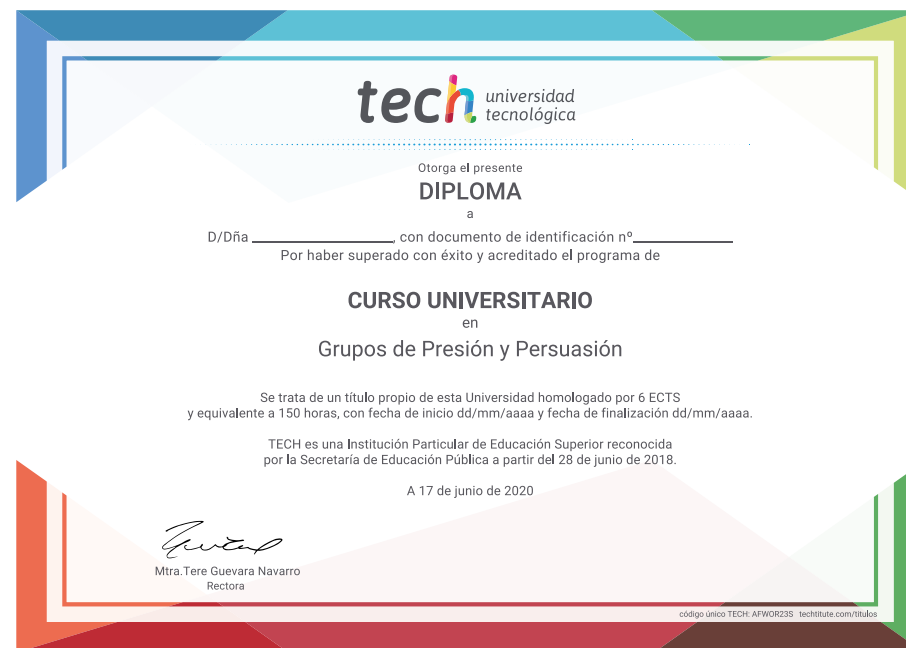 tech universidad
tecnológica
Otorga el presente
DIPLOMA
a
D/Dña ____________________, con documento de identificación nº______________
Por haber superado con éxito y acreditado el programa de
CURSO UNIVERSITARIO
en
Grupos de Presión y Persuasión
Se trata de un título propio de esta Universidad homologado por 6 ECTS
y equivalente a 150 horas, con fecha de inicio dd/mm/aaaa y fecha de finalización dd/mm/aaaa.
TECH es una Institución Particular de Educación Superior reconocida
por la Secretaría de Educación Pública a partir del 28 de junio de 2018.
A 17 de junio de 2020
Mtra.Tere Guevara Navarro
Rectora
código único TECH: AFWOR23S techtitute.com/titulos